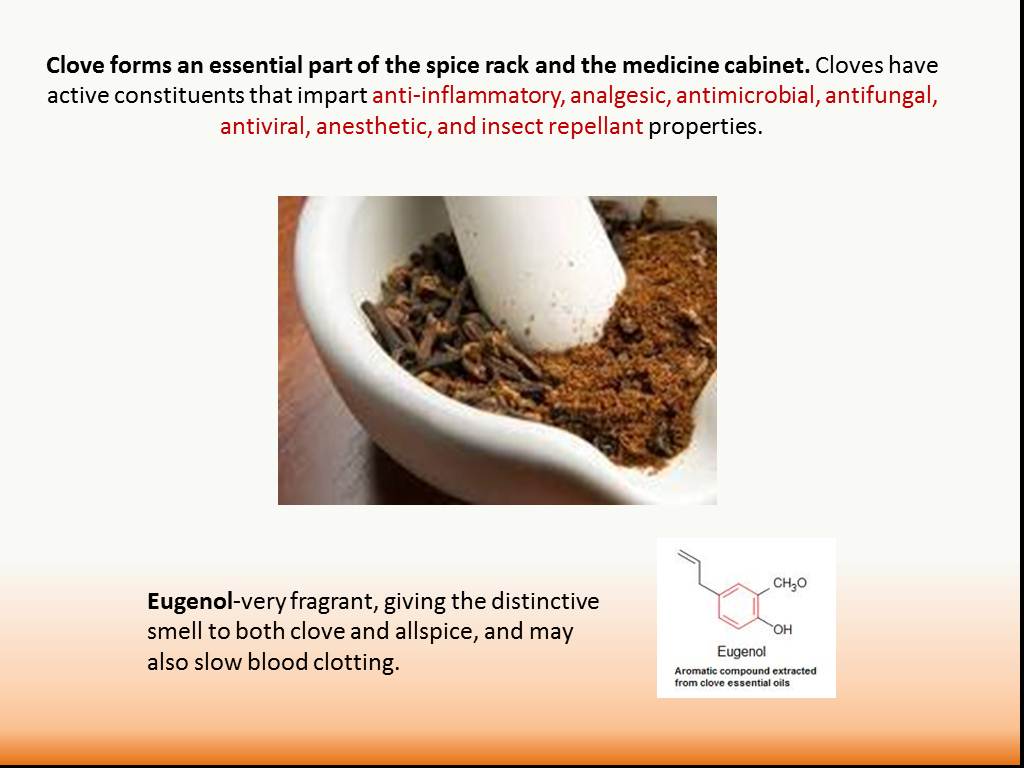 Clove forms an essential part of the spice rack and the medicine cabinet. Cloves have
active constituents that impart anti-inflammatory, analgesic, antimicrobial, antifungal,
antiviral, anesthetic, and insect repellant properties.
Eugenol-very fragrant, giving the distinctive
smell to both clove and allspice, and may
also slow blood clotting.
CH₃O
OH
Eugenol
Aromatic compound extracted
from clove essential oils